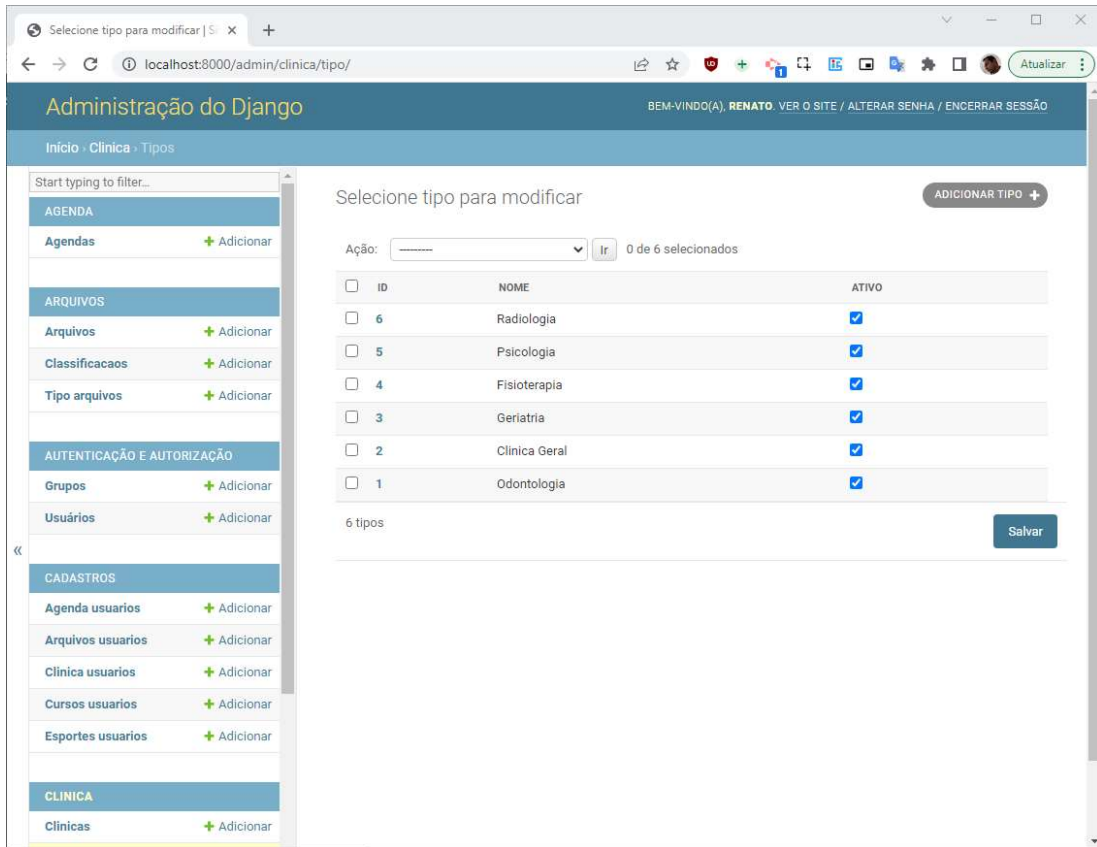 Selecione tipo para modificar | S
localhost:8000/admin/clinica/tipo/
1
Atualizar
Administração do Django
BEM-VINDO(A), RENATO. VER O SITE / ALTERAR SENHA / ENCERRAR SESSÃO
Início › Clinica › Tipos
Start typing to filter...
AGENDA
Agendas + Adicionar
ARQUIVOS
Arquivos + Adicionar
Classificacaos + Adicionar
Tipo arquivos + Adicionar
AUTENTICAÇÃO E AUTORIZAÇÃO
Grupos + Adicionar
Usuários + Adicionar
«
CADASTROS
Agenda usuarios + Adicionar
Arquivos usuarios + Adicionar
Clinica usuarios + Adicionar
Cursos usuarios + Adicionar
Esportes usuarios + Adicionar
CLINICA
Clinicas + Adicionar
Selecione tipo para modificar
ADICIONAR TIPO +
Ação: --------- Ir 0 de 6 selecionados
ID NOME ATIVO
6 Radiologia
5 Psicologia
4 Fisioterapia
3 Geriatria
2 Clinica Geral
1 Odontologia
6 tipos
Salvar